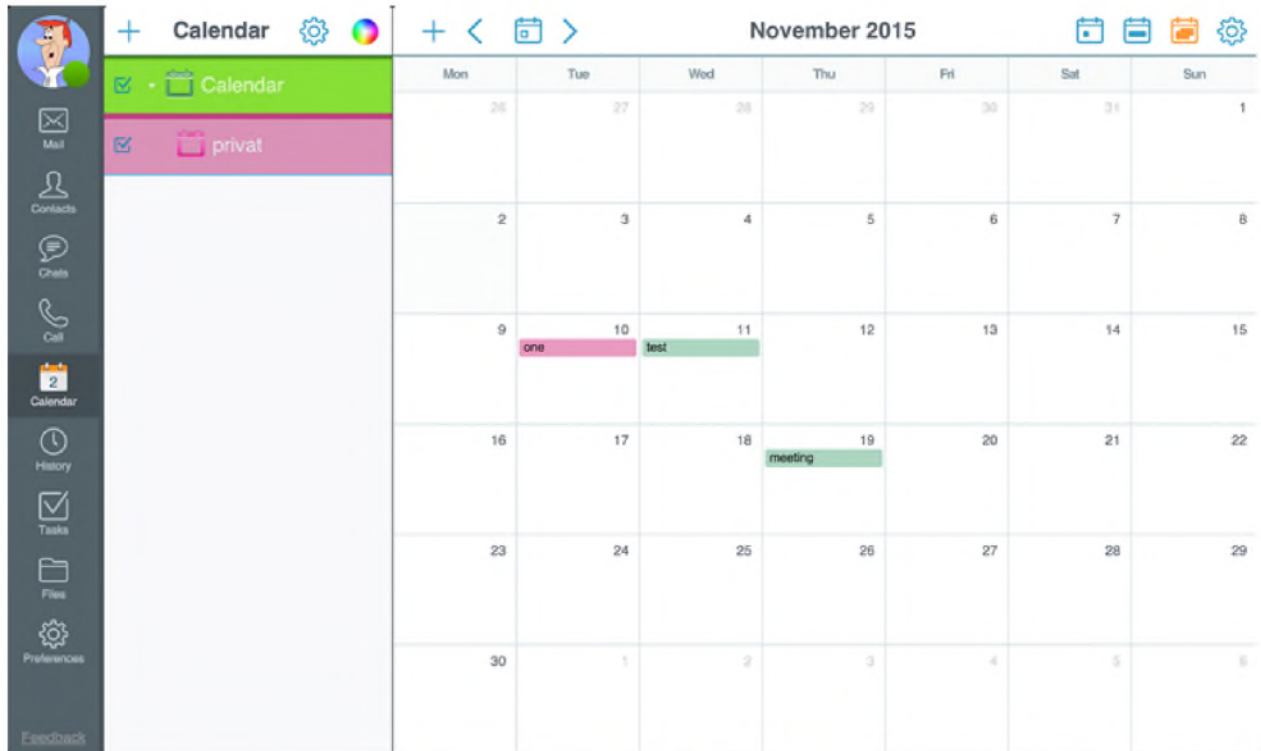 Calendar
November 2015
Calendar
privat
Mail
Contacts
Chats
Call
2
Calendar
History
Tasks
Files
Preferences
Feedback
Mon Tue Wed Thu Fri Sat Sun
26 27 28 29 30 31 1
2 3 4 5 6 7 8
9 10 11 12 13 14 15
one test
16 17 18 19 20 21 22
meeting
23 24 25 26 27 28 29
30 1 2 3 4 5 6